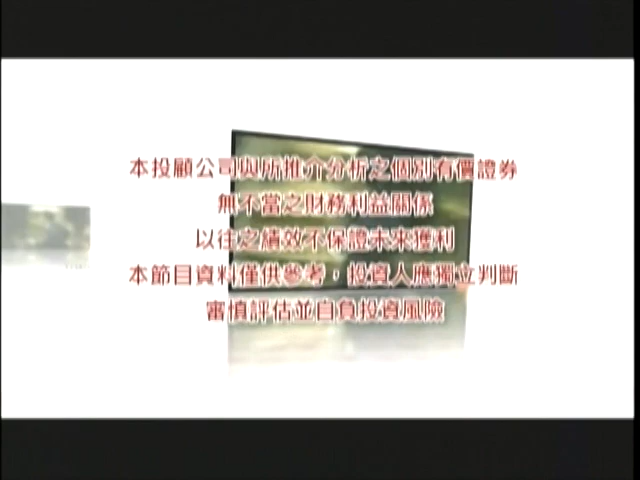 本投顧公司與所推介分析之個別有價證券
無不當之財務利益關係
以往之績效不保證未來獲利
本節目資料僅供參考，投資人應獨立判斷
審慎評估並自負投資風險